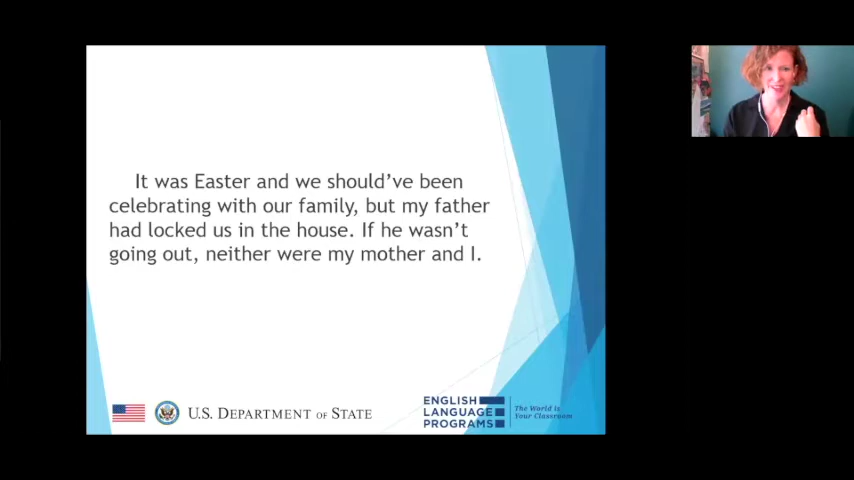 It was Easter and we should've been
celebrating with our family, but my father
had locked us in the house. If he wasn't
going out, neither were my mother and I.
U.S. DEPARTMENT OF STATE
ENGLISH
LANGUAGE
PROGRAMS
The World is
Your Classroom